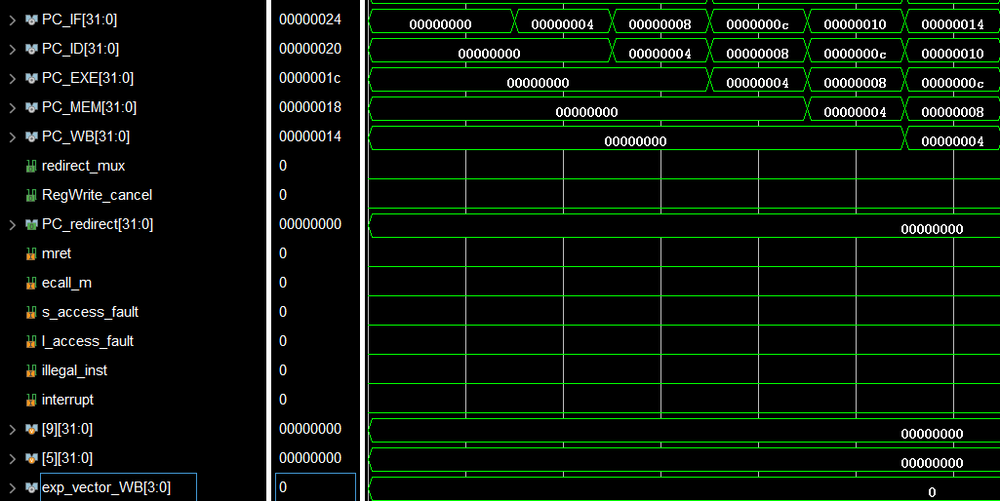 PC_IF[31:0] 00000024 00000000 00000004 00000008 0000000c 00000010 00000014
PC_ID[31:0] 00000020 00000000 00000004 00000008 0000000c 00000010
PC_EXE[31:0] 0000001c 00000000 00000004 00000008 0000000c
PC_MEM[31:0] 00000018 00000000 00000004 00000008
PC_WB[31:0] 00000014 00000000 00000004
redirect_mux 0
RegWrite_cancel 0
PC_redirect[31:0] 00000000 00000000
mret 0
ecall_m 0
s_access_fault 0
l_access_fault 0
illegal_inst 0
interrupt 0
[9][31:0] 00000000 00000000
[5][31:0] 00000000 00000000
exp_vector_WB[3:0] 0 0